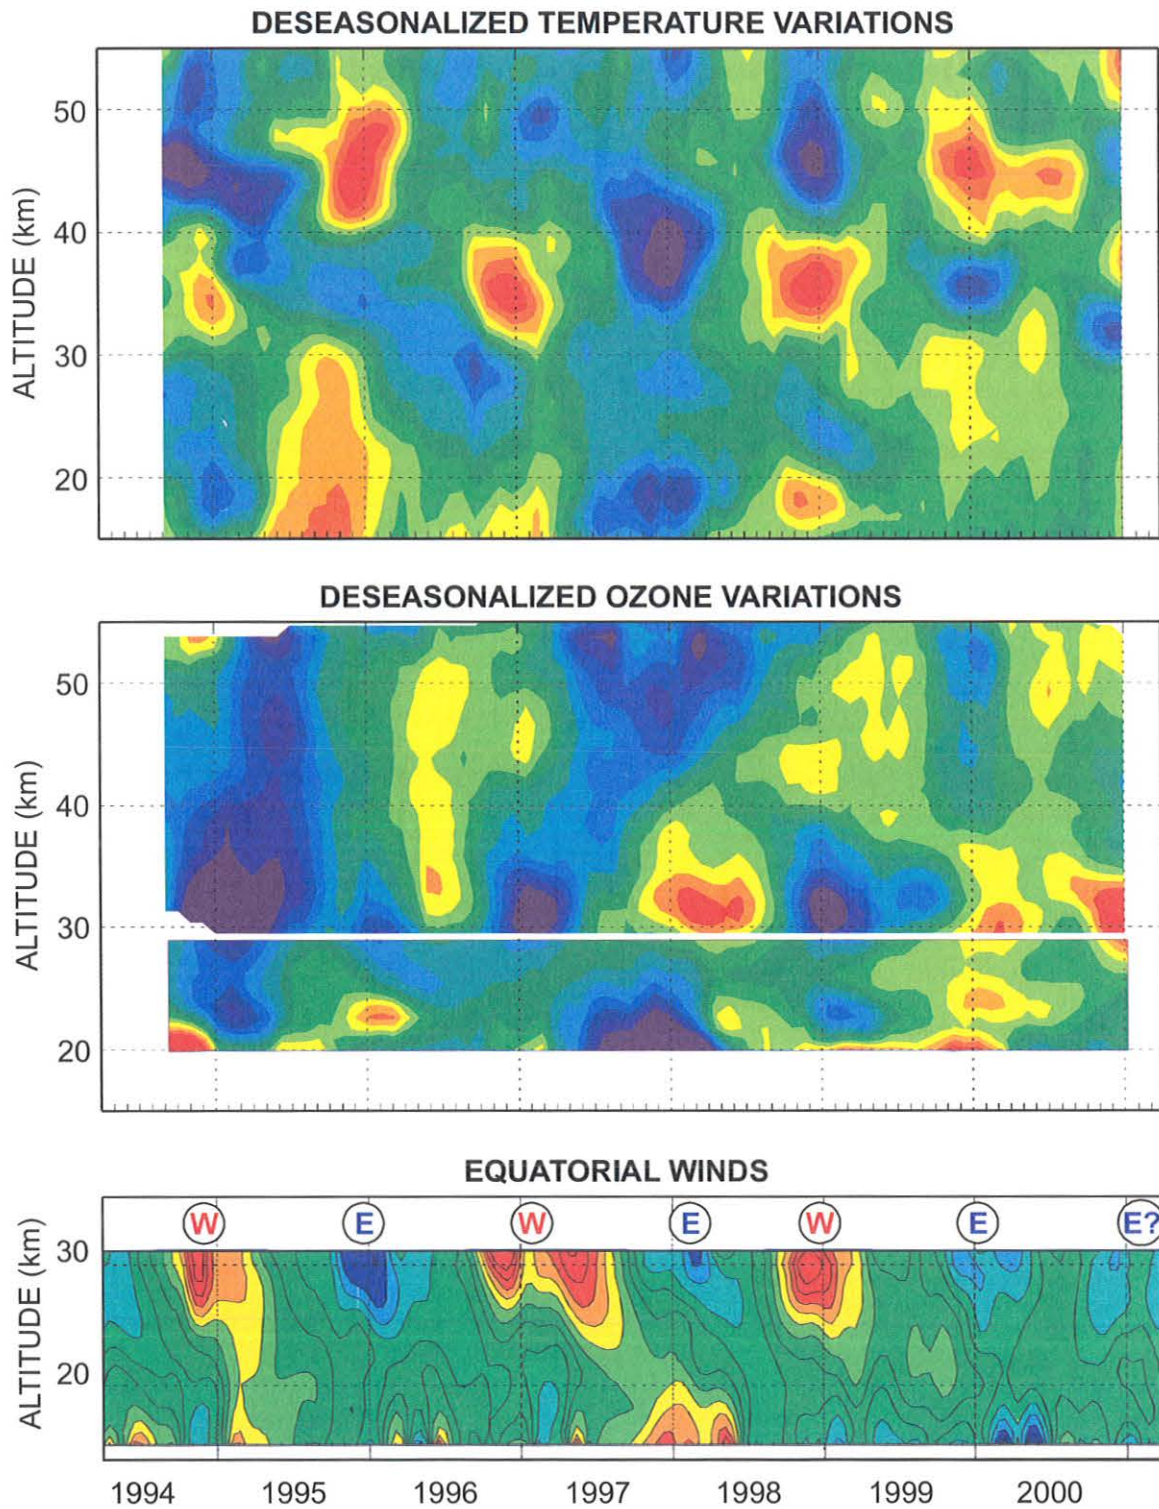 DESEASONALIZED TEMPERATURE VARIATIONS
50
40
30
20
ALTITUDE (km)
DESEASONALIZED OZONE VARIATIONS
50
40
30
20
ALTITUDE (km)
EQUATORIAL WINDS
W E W E W E E?
30
20
ALTITUDE (km)
1994 1995 1996 1997 1998 1999 2000